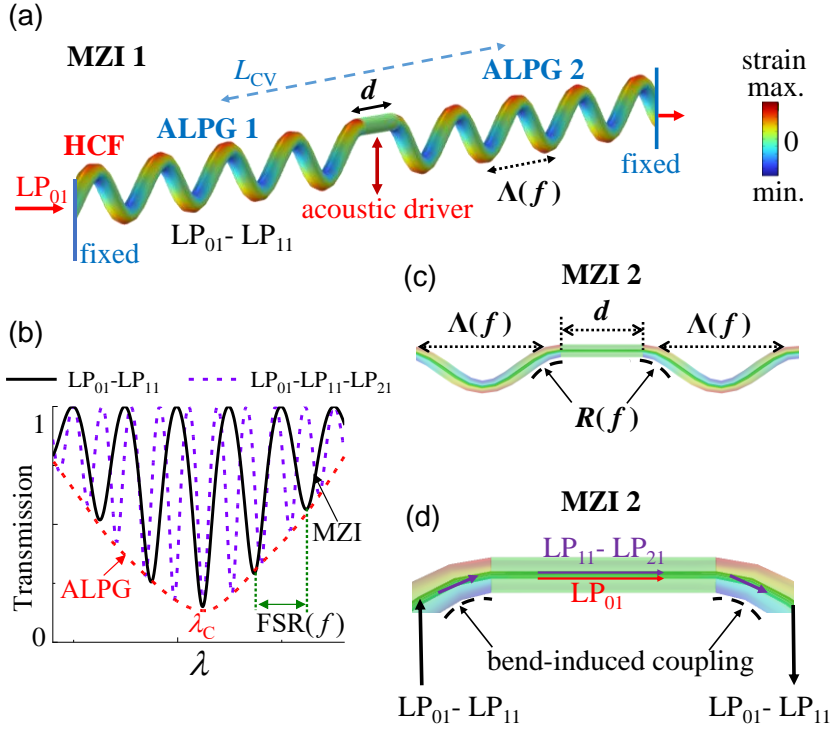 (a)
MZI 1
strain
max.
0
min.
L_CV
d
ALPG 2
ALPG 1
HCF
LP01
fixed
LP01- LP11
acoustic driver
Λ(f)
fixed
(b)
LP01-LP11
LP01-LP11-LP21
1
Transmission
0
ALPG
MZI
λC
FSR(f)
λ
(c)
MZI 2
Λ(f)
d
Λ(f)
R(f)
(d)
MZI 2
LP11- LP21
LP01
bend-induced coupling
LP01- LP11
LP01- LP11